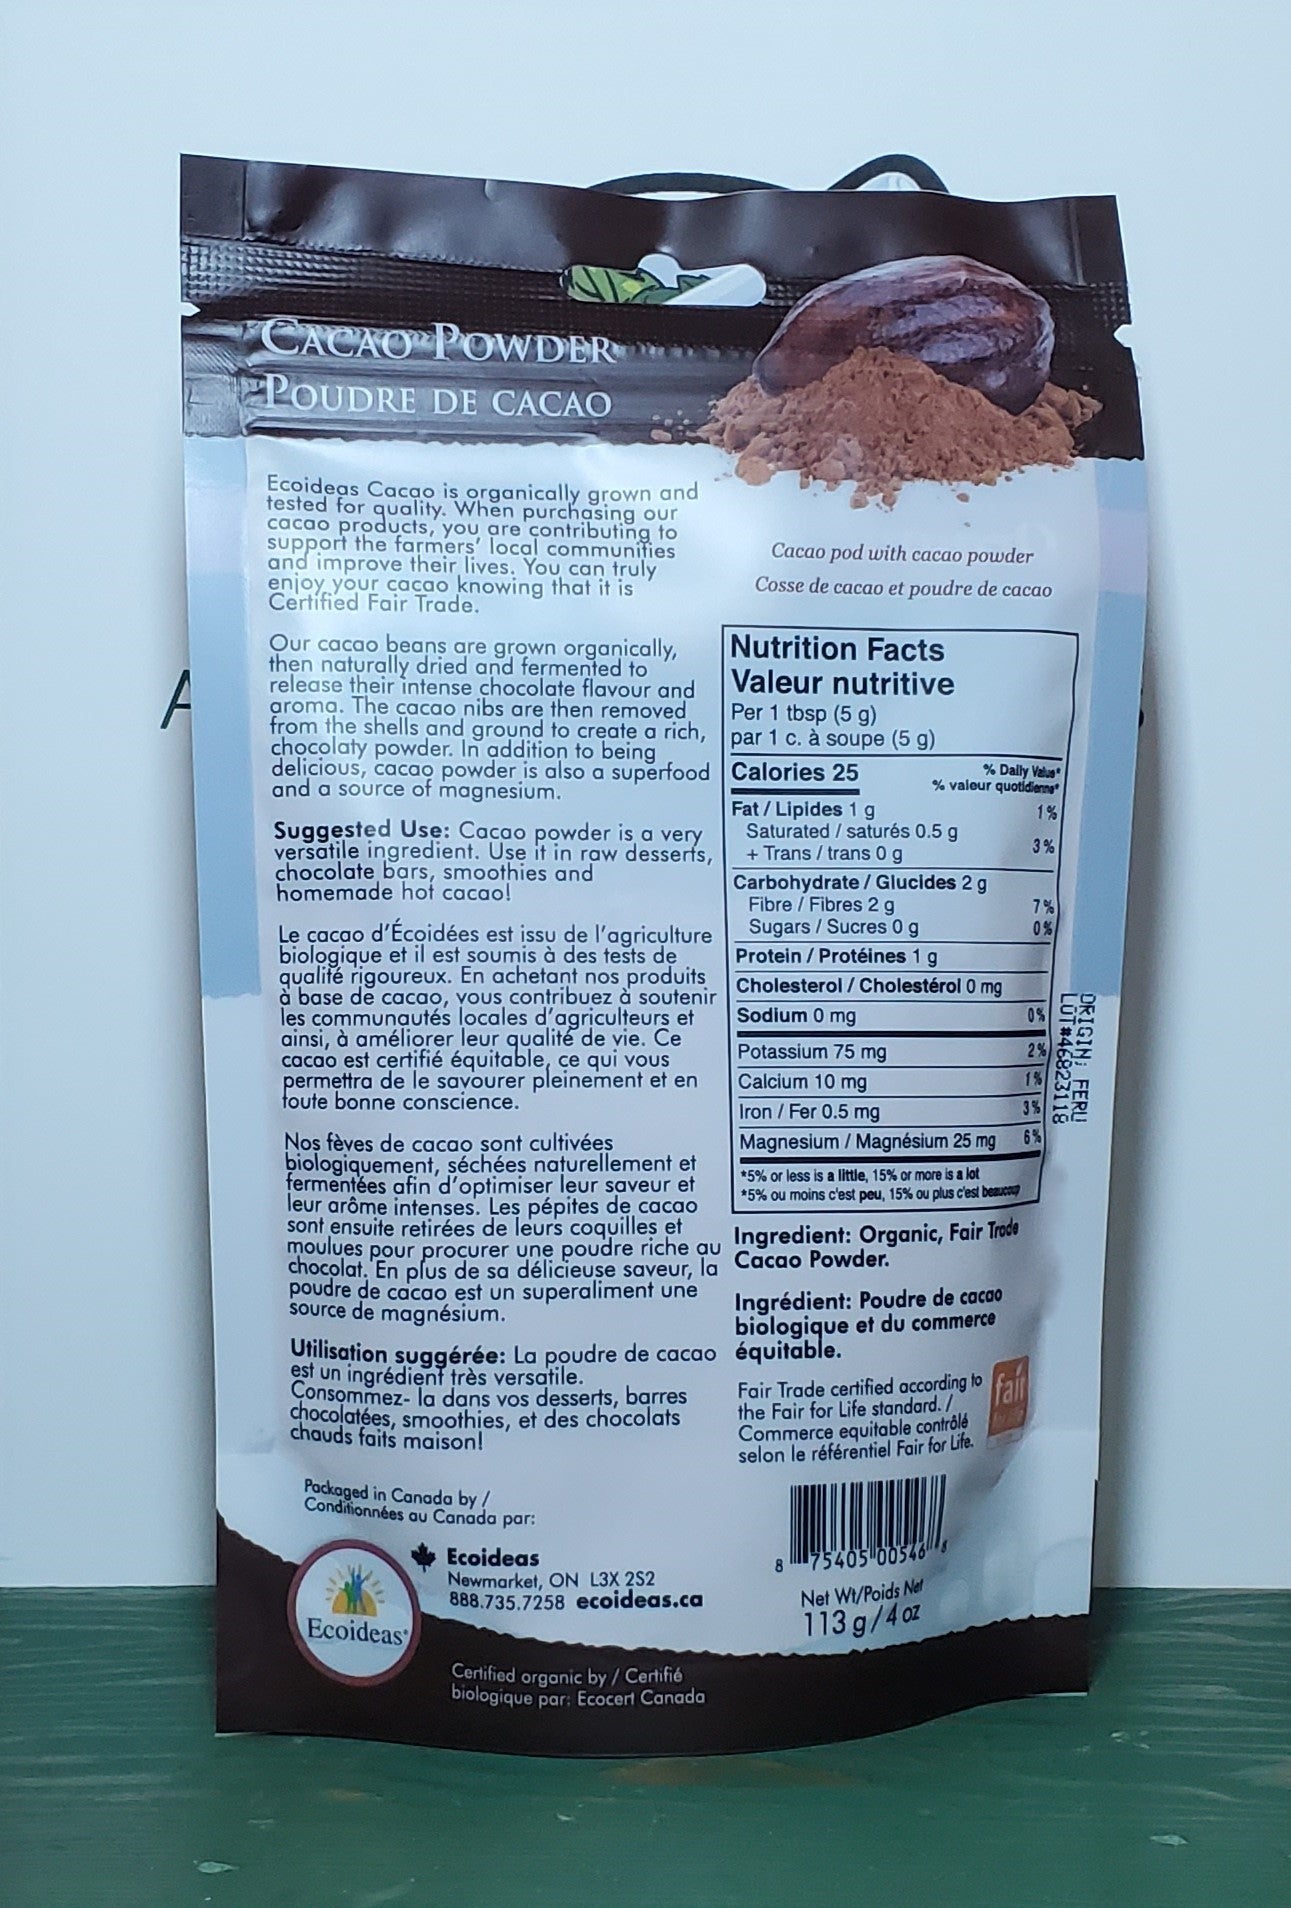 CACAO POWDER
POUDRE DE CACAO
Ecoideas Cacao is organically grown and
tested for quality. When purchasing our
cacao products, you are contributing to
support the farmers' local communities
and improve their lives. You can truly
enjoy your cacao knowing that it is
Certified Fair Trade.
Our cacao beans are grown organically,
then naturally dried and fermented to
release their intense chocolate flavour and
aroma. The cacao nibs are then removed
from the shells and ground to create a rich,
chocolaty powder. In addition to being
delicious, cacao powder is also a superfood
and a source of magnesium.
Suggested Use: Cacao powder is a very
versatile ingredient. Use it in raw desserts,
chocolate bars, smoothies and
homemade hot cacao!
Le cacao d'Écoidées est issu de l'agriculture
biologique et il est soumis à des tests de
qualité rigoureux. En achetant nos produits
à base de cacao, vous contribuez à soutenir
les communautés locales d'agriculteurs et
ainsi, à améliorer leur qualité de vie. Ce
cacao est certifié équitable, ce qui vous
permettra de le savourer pleinement et en
toute bonne conscience.
Nos fèves de cacao sont cultivées
biologiquement, séchées naturellement et
fermentées afin d'optimiser leur saveur et
leur arôme intenses. Les pépites de cacao
sont ensuite retirées de leurs coquilles et
moulues pour procurer une poudre riche au
chocolat. En plus de sa délicieuse saveur, la
poudre de cacao est un superaliment une
source de magnésium.
Utilisation suggérée: La poudre de cacao
est un ingrédient très versatile.
Consommez- la dans vos desserts, barres
chocolatées, smoothies, et des chocolats
chauds faits maison!
Packaged in Canada by /
Conditionnées au Canada par:
Ecoideas
Newmarket, ON L3X 2S2
888.735.7258 ecoideas.ca
Ecoideas
Certified organic by / Certifié
biologique par: Ecocert Canada
Cacao pod with cacao powder
Cosse de cacao et poudre de cacao
Nutrition Facts
Valeur nutritive
Per 1 tbsp (5 g)
par 1 c. à soupe (5 g)
Calories 25
% Daily Value*
% valeur quotidienne*
Fat / Lipides 1 g 1%
Saturated / saturés 0.5 g
+ Trans / trans 0 g 3%
Carbohydrate / Glucides 2 g
Fibre / Fibres 2 g 7%
Sugars / Sucres 0 g 0%
Protein / Protéines 1 g
Cholesterol / Cholestérol 0 mg
Sodium 0 mg 0%
Potassium 75 mg 2%
Calcium 10 mg 1%
Iron / Fer 0.5 mg 3%
Magnesium / Magnésium 25 mg 6%
*5% or less is a little, 15% or more is a lot
*5% ou moins c'est peu, 15% ou plus c'est beaucoup
ORIGIN: PERU
LOT#46823118
Ingredient: Organic, Fair Trade
Cacao Powder.
Ingrédient: Poudre de cacao
biologique et du commerce
équitable.
Fair Trade certified according to
the Fair for Life standard. /
Commerce equitable contrôlé
selon le référentiel Fair for Life.
fair
8 75405 00546 8
Net Wt/Poids Net
113 g / 4 oz